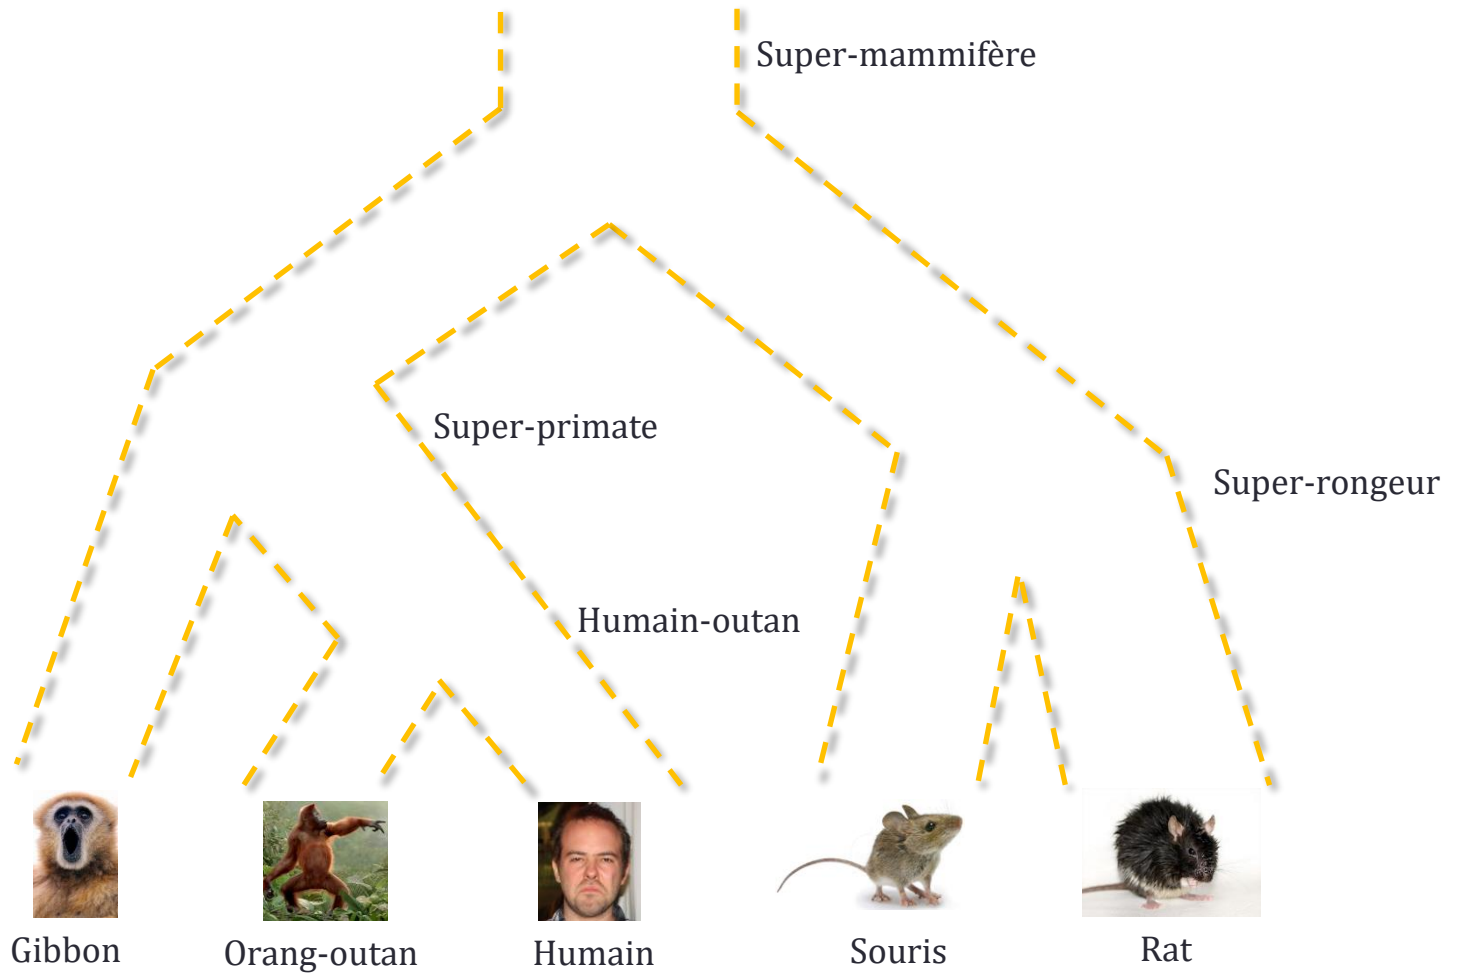 Super-mammifère
Super-primate
Super-rongeur
Humain-outan
Gibbon
Orang-outan
Humain
Souris
Rat